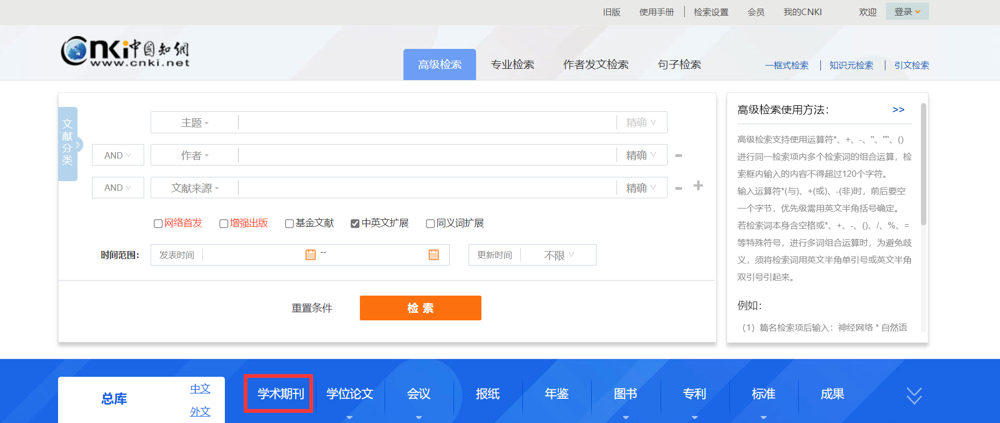 旧版 使用手册 检索设置 会员 我的CNKI 欢迎 登录
Cnki中国知網
www.cnki.net
高级检索 专业检索 作者发文检索 句子检索 一框式检索 知识元检索 引文检索
文献分类
主题 精确
AND 作者 精确 -
AND 文献来源 精确 - +
网络首发 增强出版 基金文献 中英文扩展 同义词扩展
时间范围： 发表时间 -- 更新时间 不限
重置条件 检索
高级检索使用方法： >>
高级检索支持使用运算符*、+、-、''、""、()
进行同一检索项内多个检索词的组合运算，检
索框内输入的内容不得超过120个字符。
输入运算符*(与)、+(或)、-(非)时，前后要空
一个字节，优先级需用英文半角括号确定。
若检索词本身含空格或*、+、-、()、/、%、=
等特殊符号，进行多词组合运算时，为避免歧
义，须将检索词用英文半角单引号或英文半角
双引号引起来。
例如：
（1）篇名检索项后输入：神经网络 * 自然语
总库 中文 外文 学术期刊 学位论文 会议 报纸 年鉴 图书 专利 标准 成果